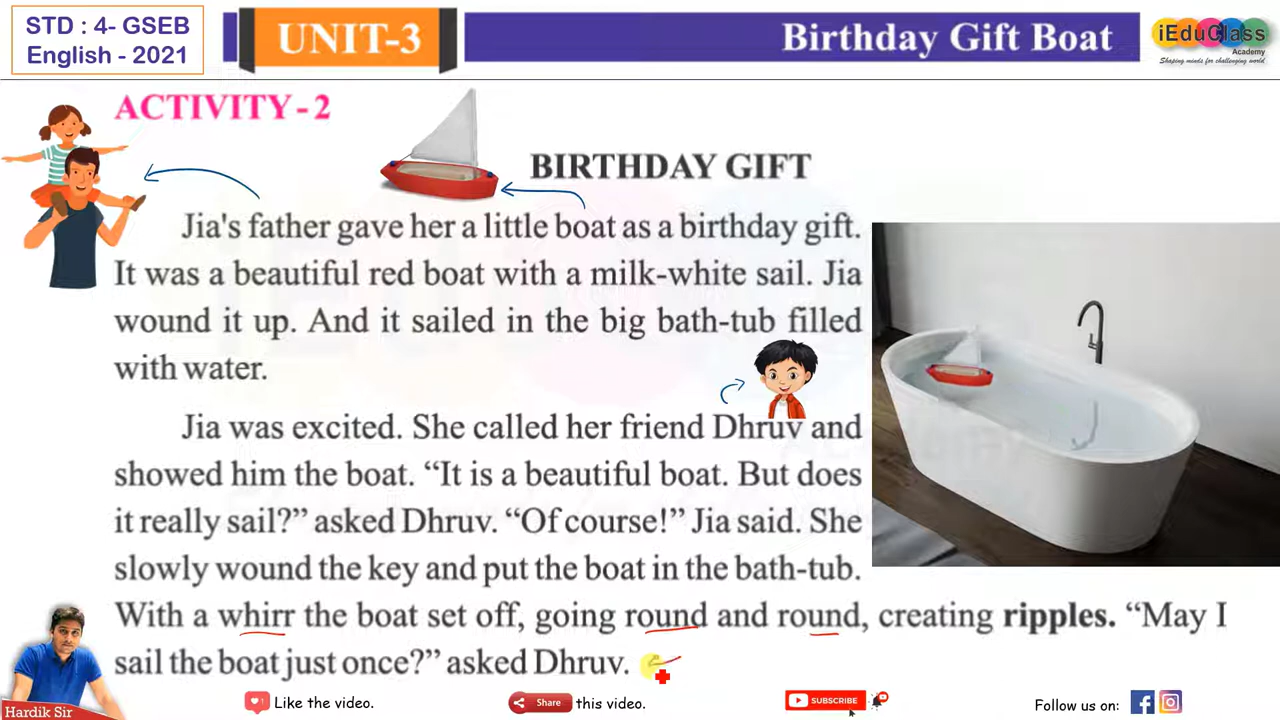 STD : 4- GSEB
English - 2021
UNIT-3
Birthday Gift Boat
iEduClass
Academy
Shaping minds for challenging world
ACTIVITY-2
BIRTHDAY GIFT
Jia's father gave her a little boat as a birthday gift.
It was a beautiful red boat with a milk-white sail. Jia
wound it up. And it sailed in the big bath-tub filled
with water.
Jia was excited. She called her friend Dhruv and
showed him the boat. “It is a beautiful boat. But does
it really sail?” asked Dhruv. “Of course!” Jia said. She
slowly wound the key and put the boat in the bath-tub.
With a whirr the boat set off, going round and round, creating ripples. “May I
sail the boat just once?” asked Dhruv.
Hardik Sir
Like the video.
Share this video.
SUBSCRIBE
Follow us on: